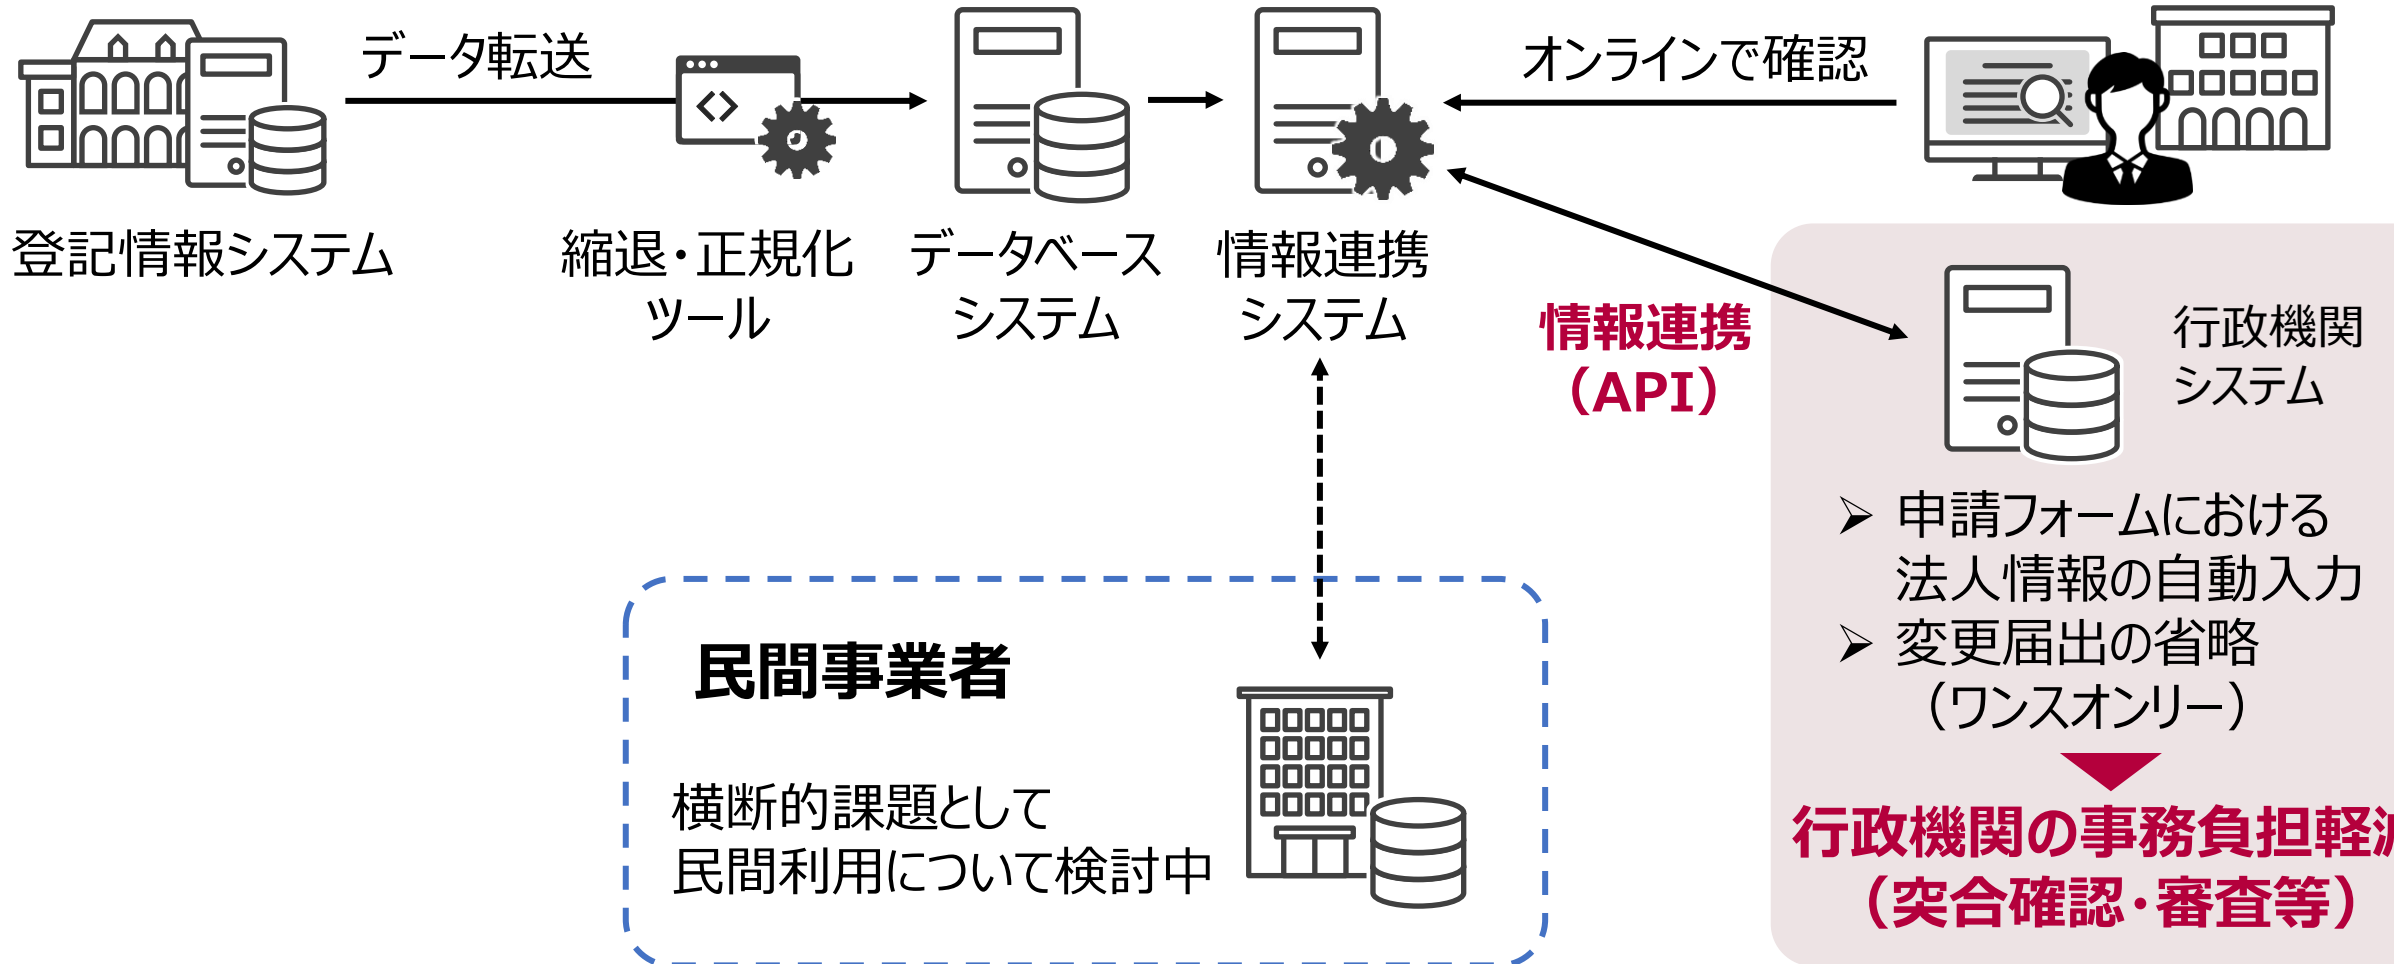 データ転送
オンラインで確認
登記情報システム
縮退・正規化
ツール
データベース
システム
情報連携
システム
情報連携
（API）
行政機関
システム
申請フォームにおける
法人情報の自動入力
変更届出の省略
（ワンスオンリー）
行政機関の事務負担軽減
（突合確認・審査等）
民間事業者
横断的課題として
民間利用について検討中